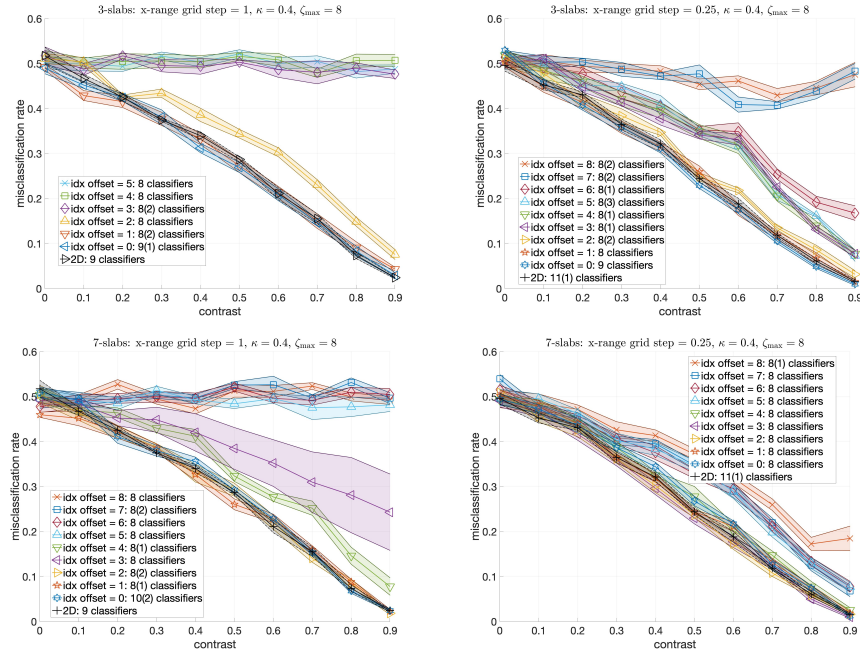 3-slabs: x-range grid step = 1, κ = 0.4, ζmax = 8
0.6
0.5
0.4
0.3
0.2
0.1
0
misclassification rate
idx offset = 5: 8 classifiers
idx offset = 4: 8 classifiers
idx offset = 3: 8(2) classifiers
idx offset = 2: 8 classifiers
idx offset = 1: 8(2) classifiers
idx offset = 0: 9(1) classifiers
2D: 9 classifiers
0 0.1 0.2 0.3 0.4 0.5 0.6 0.7 0.8 0.9
contrast
3-slabs: x-range grid step = 0.25, κ = 0.4, ζmax = 8
0.6
0.5
0.4
0.3
0.2
0.1
0
misclassification rate
idx offset = 8: 8(2) classifiers
idx offset = 7: 8(2) classifiers
idx offset = 6: 8(1) classifiers
idx offset = 5: 8(3) classifiers
idx offset = 4: 8(1) classifiers
idx offset = 3: 8(1) classifiers
idx offset = 2: 8(2) classifiers
idx offset = 1: 8 classifiers
idx offset = 0: 9 classifiers
2D: 11(1) classifiers
0 0.1 0.2 0.3 0.4 0.5 0.6 0.7 0.8 0.9
contrast
7-slabs: x-range grid step = 1, κ = 0.4, ζmax = 8
0.6
0.5
0.4
0.3
0.2
0.1
0
misclassification rate
idx offset = 8: 8 classifiers
idx offset = 7: 8(2) classifiers
idx offset = 6: 8 classifiers
idx offset = 5: 8 classifiers
idx offset = 4: 8(1) classifiers
idx offset = 3: 8 classifiers
idx offset = 2: 8(2) classifiers
idx offset = 1: 8(1) classifiers
idx offset = 0: 10(2) classifiers
2D: 9 classifiers
0 0.1 0.2 0.3 0.4 0.5 0.6 0.7 0.8 0.9
contrast
7-slabs: x-range grid step = 0.25, κ = 0.4, ζmax = 8
0.6
0.5
0.4
0.3
0.2
0.1
0
misclassification rate
idx offset = 8: 8(1) classifiers
idx offset = 7: 8 classifiers
idx offset = 6: 8 classifiers
idx offset = 5: 8 classifiers
idx offset = 4: 8 classifiers
idx offset = 3: 8 classifiers
idx offset = 2: 8 classifiers
idx offset = 1: 8 classifiers
idx offset = 0: 8 classifiers
2D: 11(1) classifiers
0 0.1 0.2 0.3 0.4 0.5 0.6 0.7 0.8 0.9
contrast